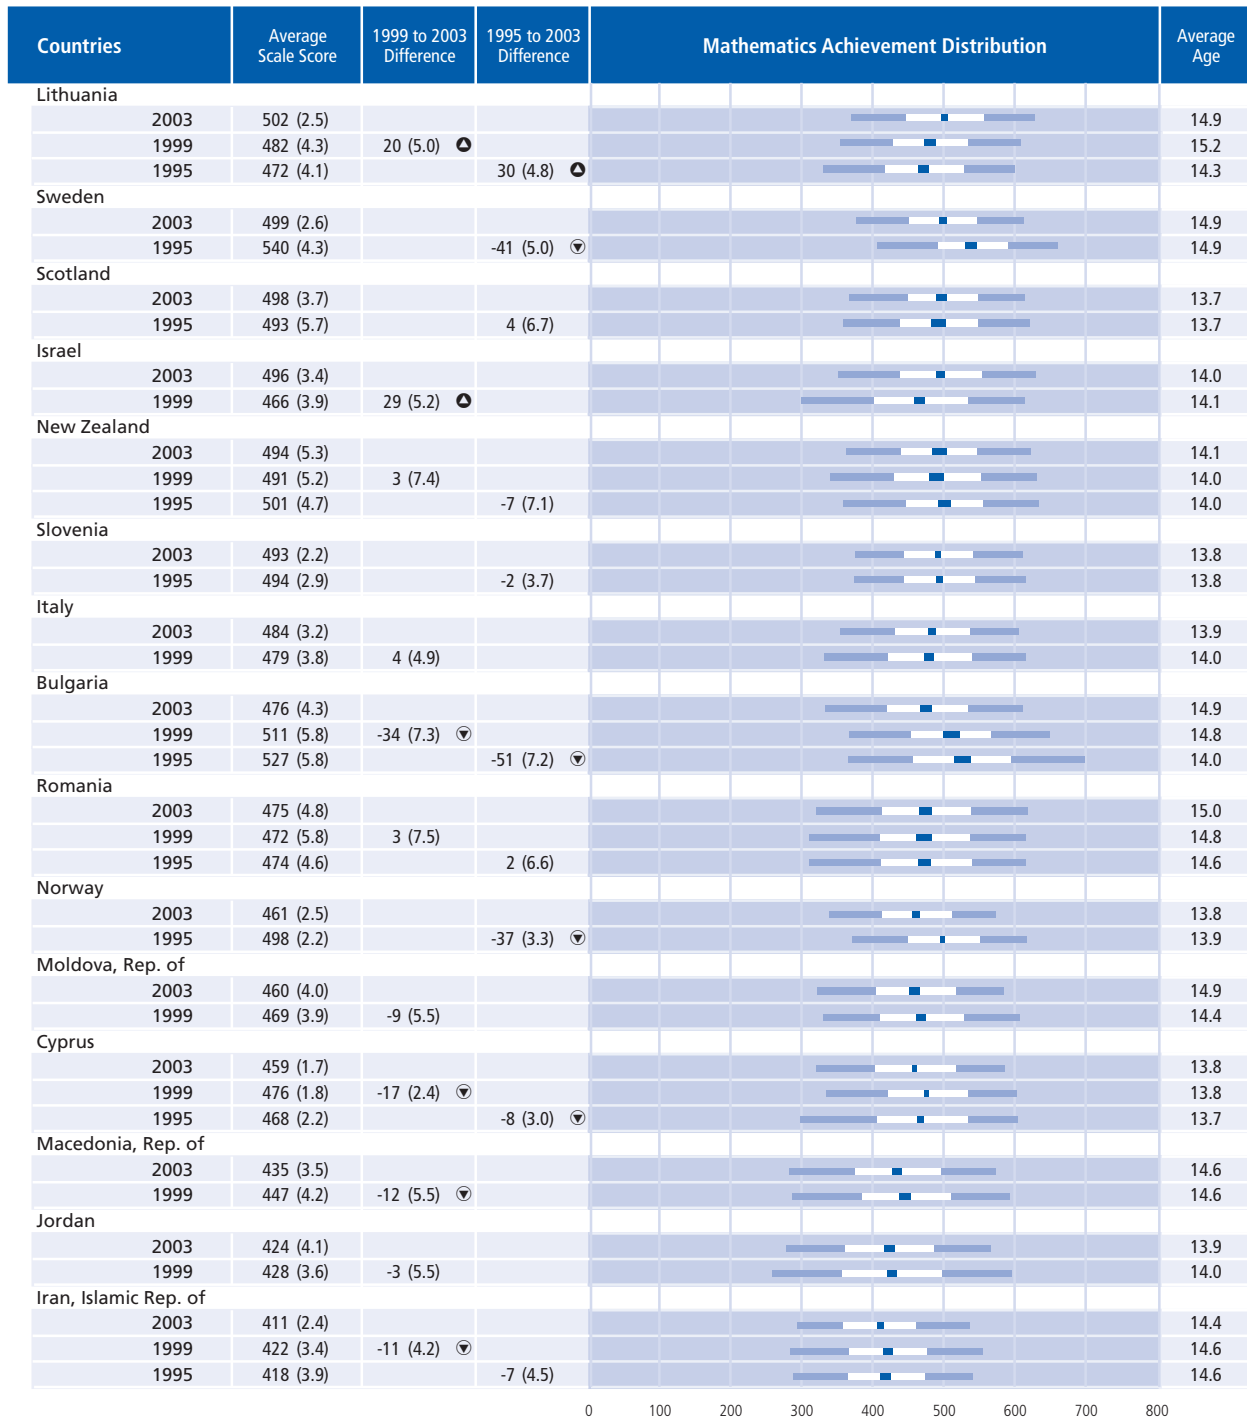 Countries Average Scale Score 1999 to 2003 Difference 1995 to 2003 Difference Mathematics Achievement Distribution Average Age
Lithuania
2003 502 (2.5) 14.9
1999 482 (4.3) 20 (5.0) 15.2
1995 472 (4.1) 30 (4.8) 14.3
Sweden
2003 499 (2.6) 14.9
1995 540 (4.3) -41 (5.0) 14.9
Scotland
2003 498 (3.7) 13.7
1995 493 (5.7) 4 (6.7) 13.7
Israel
2003 496 (3.4) 14.0
1999 466 (3.9) 29 (5.2) 14.1
New Zealand
2003 494 (5.3) 14.1
1999 491 (5.2) 3 (7.4) 14.0
1995 501 (4.7) -7 (7.1) 14.0
Slovenia
2003 493 (2.2) 13.8
1995 494 (2.9) -2 (3.7) 13.8
Italy
2003 484 (3.2) 13.9
1999 479 (3.8) 4 (4.9) 14.0
Bulgaria
2003 476 (4.3) 14.9
1999 511 (5.8) -34 (7.3) 14.8
1995 527 (5.8) -51 (7.2) 14.0
Romania
2003 475 (4.8) 15.0
1999 472 (5.8) 3 (7.5) 14.8
1995 474 (4.6) 2 (6.6) 14.6
Norway
2003 461 (2.5) 13.8
1995 498 (2.2) -37 (3.3) 13.9
Moldova, Rep. of
2003 460 (4.0) 14.9
1999 469 (3.9) -9 (5.5) 14.4
Cyprus
2003 459 (1.7) 13.8
1999 476 (1.8) -17 (2.4) 13.8
1995 468 (2.2) -8 (3.0) 13.7
Macedonia, Rep. of
2003 435 (3.5) 14.6
1999 447 (4.2) -12 (5.5) 14.6
Jordan
2003 424 (4.1) 13.9
1999 428 (3.6) -3 (5.5) 14.0
Iran, Islamic Rep. of
2003 411 (2.4) 14.4
1999 422 (3.4) -11 (4.2) 14.6
1995 418 (3.9) -7 (4.5) 14.6
0 100 200 300 400 500 600 700 800